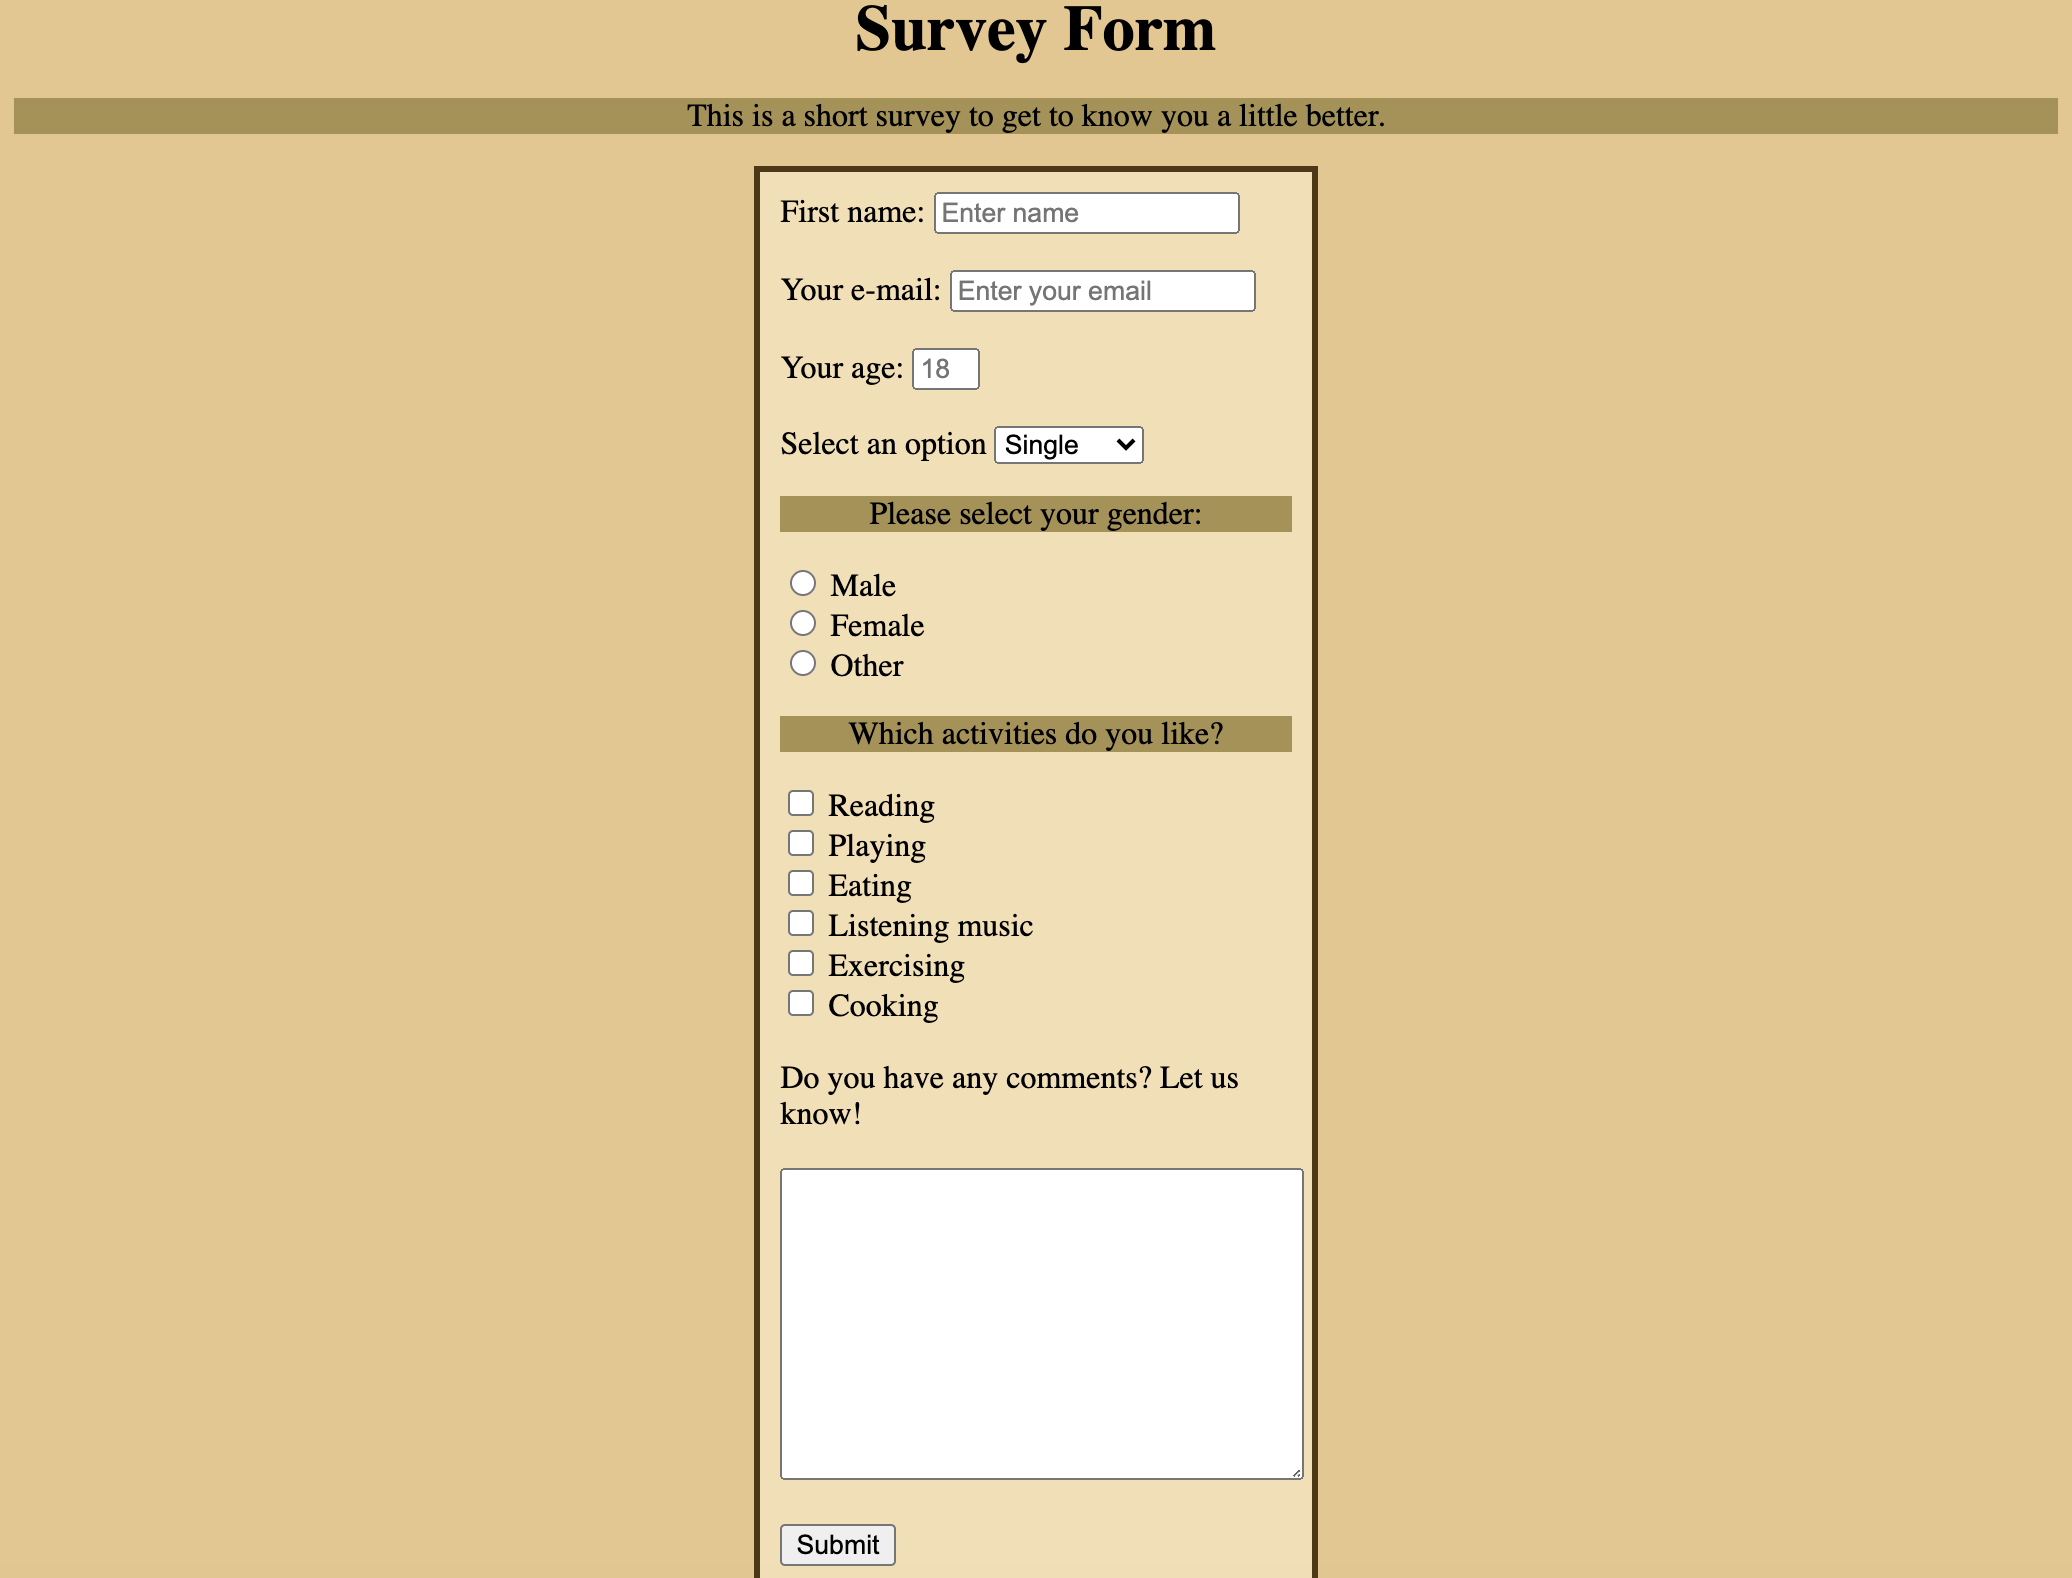 Survey Form
This is a short survey to get to know you a little better.
First name: Enter name
Your e-mail: Enter your email
Your age: 18
Select an option Single
Please select your gender:
Male
Female
Other
Which activities do you like?
Reading
Playing
Eating
Listening music
Exercising
Cooking
Do you have any comments? Let us
know!
Submit